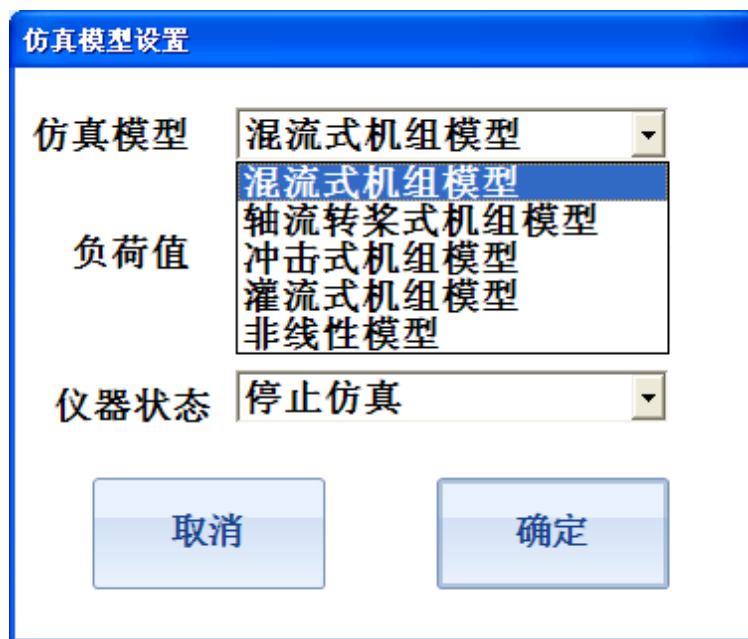 仿真模型设置
仿真模型 混流式机组模型
混流式机组模型
轴流转桨式机组模型
负荷值
冲击式机组模型
灌流式机组模型
非线性模型
仪器状态 停止仿真
取消 确定